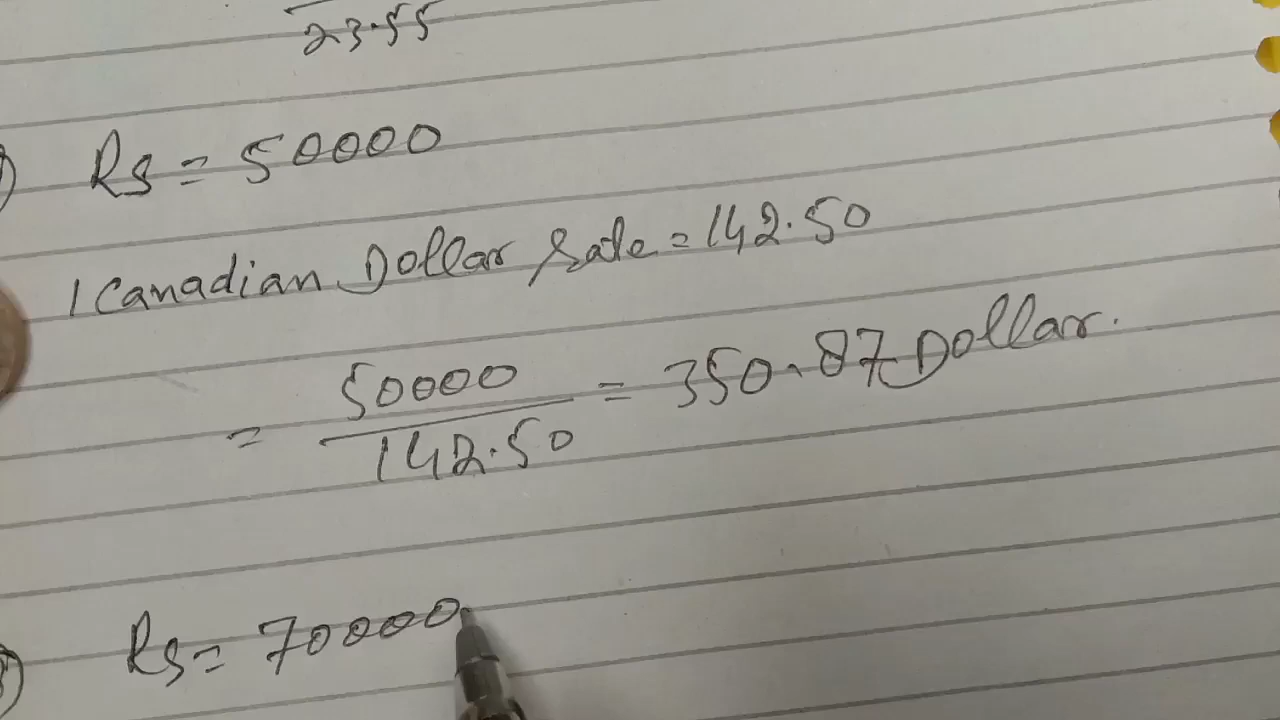 23.55
) Rs = 50000
1 Canadian Dollar Rate = 142.50
= 50000 / 142.50 = 350.87 Dollar.
) Rs = 70000